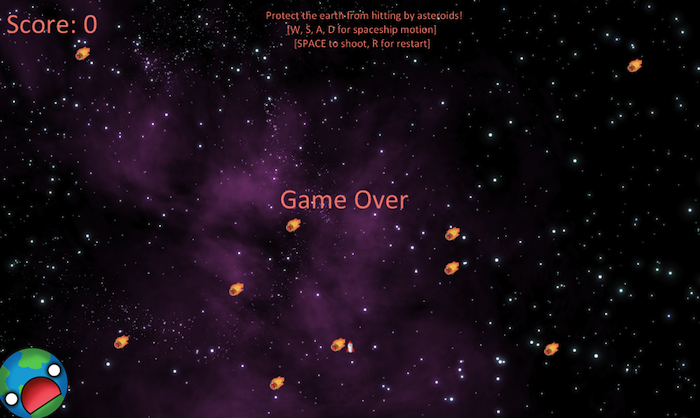 Score: 0
Protect the earth from hitting by asteroids!
[W, S, A, D for spaceship motion]
[SPACE to shoot, R for restart]
Game Over